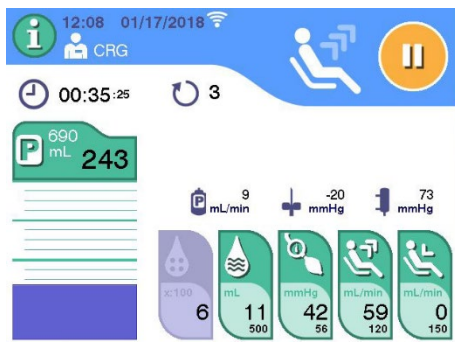 i 12:08 01/17/2018
CRG
00:35:25 3
P 690 mL 243
P 9 mL/min -20 mmHg 73 mmHg
x:100 6
mL 11 500
mmHg 42 56
mL/min 59 120
mL/min 0 150